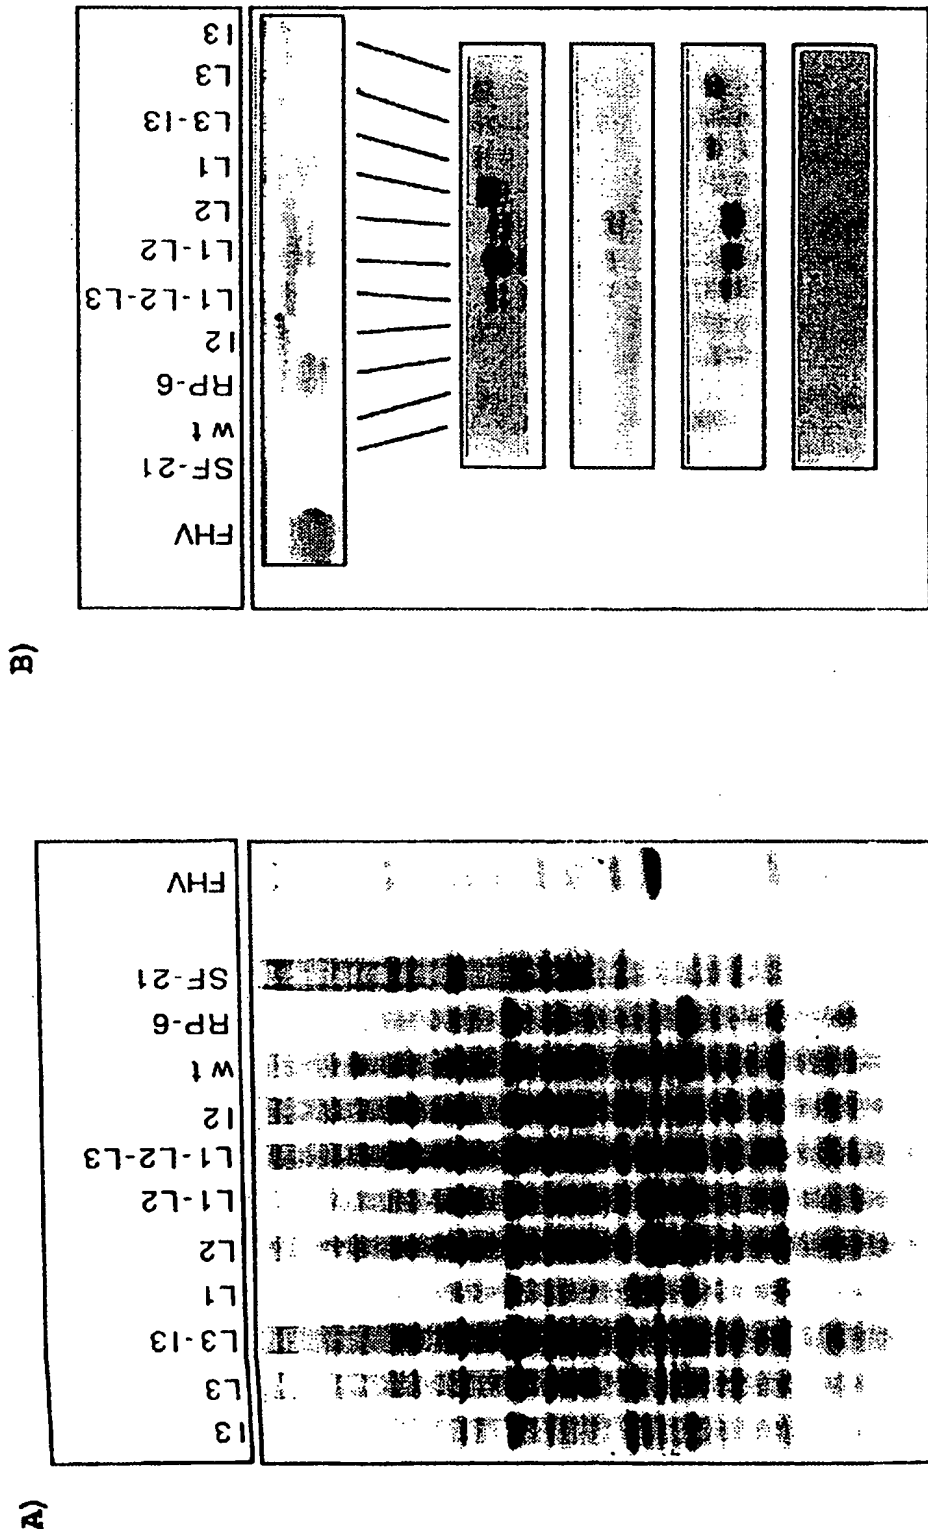 B)
I3
L3
L3-I3
L1
L2
L1-L2
L1-L2-L3
I2
RP-6
wt
SF-21
FHV
A)
FHV
SF-21
RP-6
wt
I2
L1-L2-L3
L1-L2
L2
L1
L3-I3
L3
I3